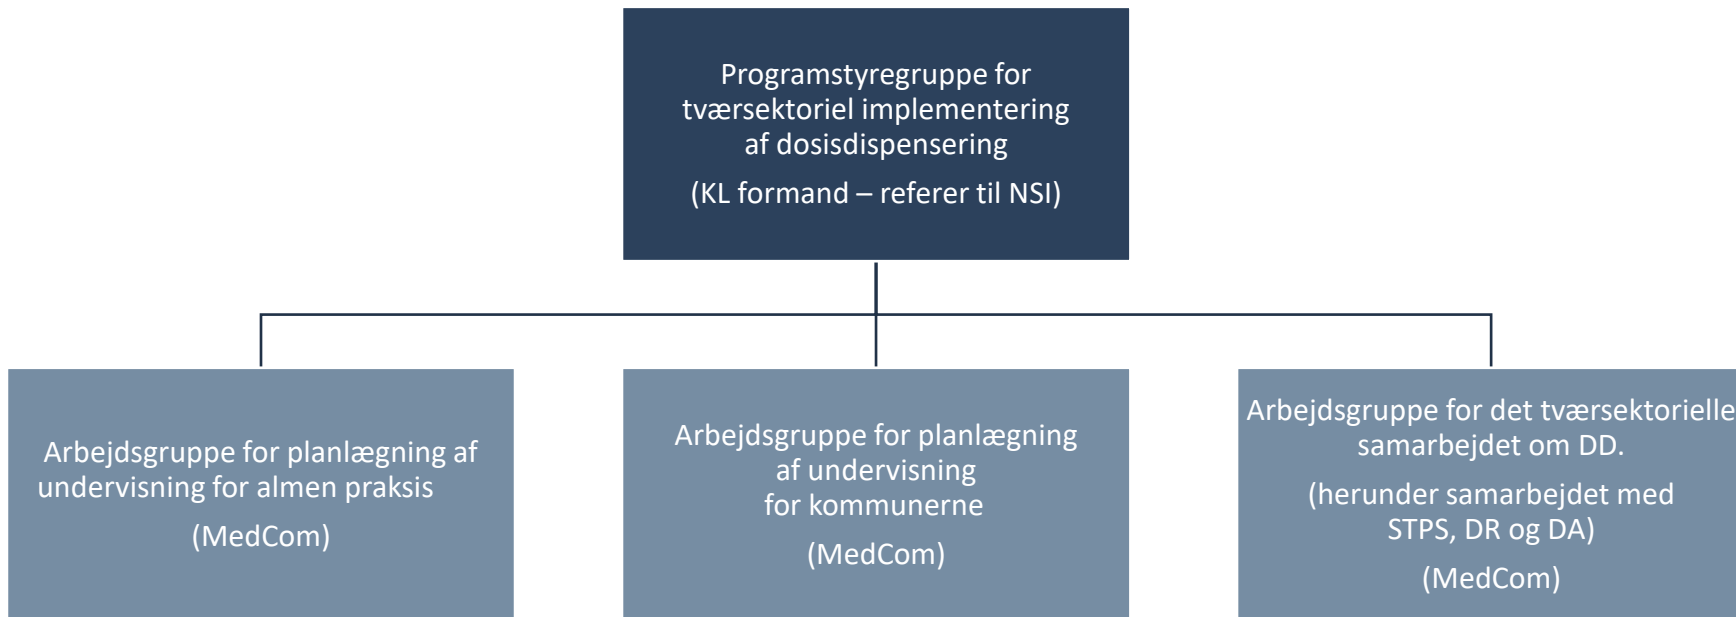 Programstyregruppe for
tværsektoriel implementering
af dosisdispensering
(KL formand – referer til NSI)
Arbejdsgruppe for planlægning af
undervisning for almen praksis
(MedCom)
Arbejdsgruppe for planlægning
af undervisning
for kommunerne
(MedCom)
Arbejdsgruppe for det tværsektorielle
samarbejdet om DD.
(herunder samarbejdet med
STPS, DR og DA)
(MedCom)